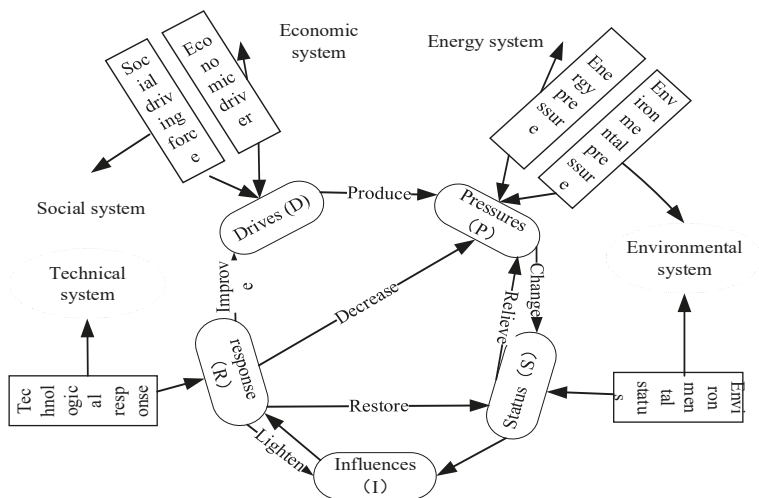 Economic
system
Energy system
Soc
ial
driv
ing
forc
e
Eco
no
mic
driv
er
Ene
rgy
pre
ssur
e
Env
iron
me
ntal
pre
ssur
e
Social system
Drives (D)
Produce
Pressures
(P)
Environmental
system
Technical
system
Improv
e
Decrease
Relieve
Change
Tec
hnol
ogic
al
resp
onse
response
(R)
Restore
Status (S)
Envi
ron
men
tal
statu
s
Lighten
Influences
(I)